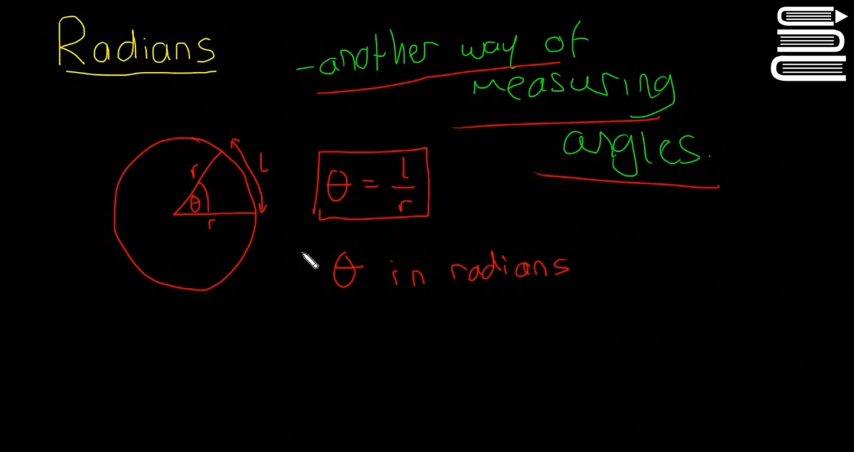 Radians
-another way of
measuring
angles.
r
l
θ
r
θ = l/r
θ in radians